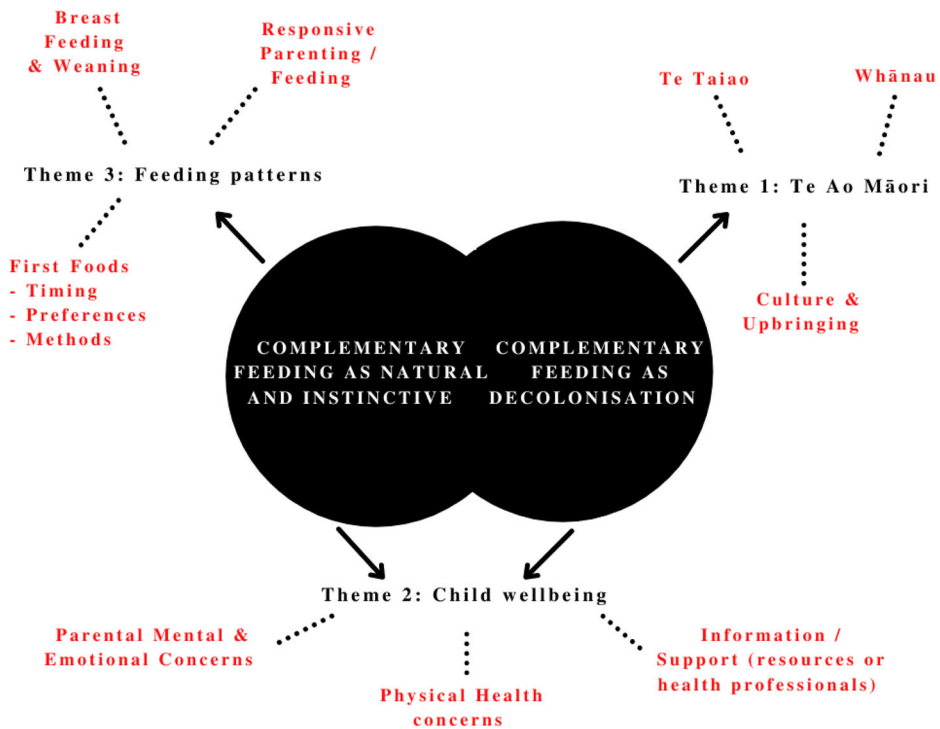 Breast
Feeding
& Weaning
Responsive
Parenting /
Feeding
Theme 3: Feeding patterns
First Foods
- Timing
- Preferences
- Methods
Te Taiao
Whānau
Theme 1: Te Ao Māori
Culture &
Upbringing
COMPLEMENTARY
FEEDING AS NATURAL
AND INSTINCTIVE
COMPLEMENTARY
FEEDING AS
DECOLONISATION
Theme 2: Child wellbeing
Parental Mental &
Emotional Concerns
Physical Health
concerns
Information /
Support (resources or
health professionals)